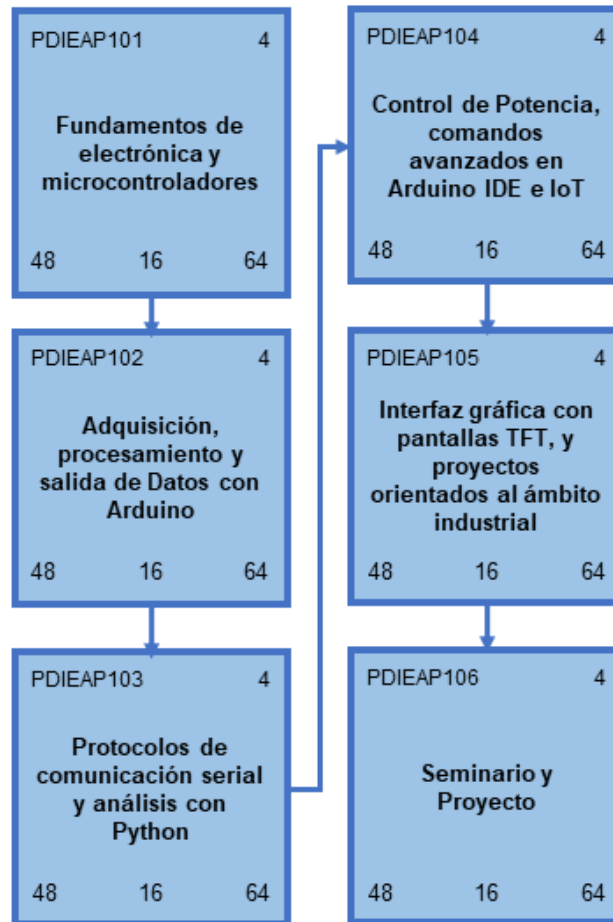 PDIEAP101 4
Fundamentos de
electrónica y
microcontroladores
48 16 64
PDIEAP102 4
Adquisición,
procesamiento y
salida de Datos con
Arduino
48 16 64
PDIEAP103 4
Protocolos de
comunicación serial
y análisis con
Python
48 16 64
PDIEAP104 4
Control de Potencia,
comandos
avanzados en
Arduino IDE e IoT
48 16 64
PDIEAP105 4
Interfaz gráfica con
pantallas TFT, y
proyectos
orientados al ámbito
industrial
48 16 64
PDIEAP106 4
Seminario y
Proyecto
48 16 64